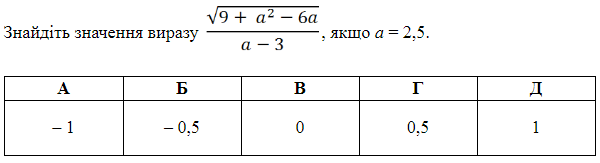 Знайдіть значення виразу √(9 + a² − 6a) / (a − 3), якщо a = 2,5.
А Б В Г Д
– 1 – 0,5 0 0,5 1